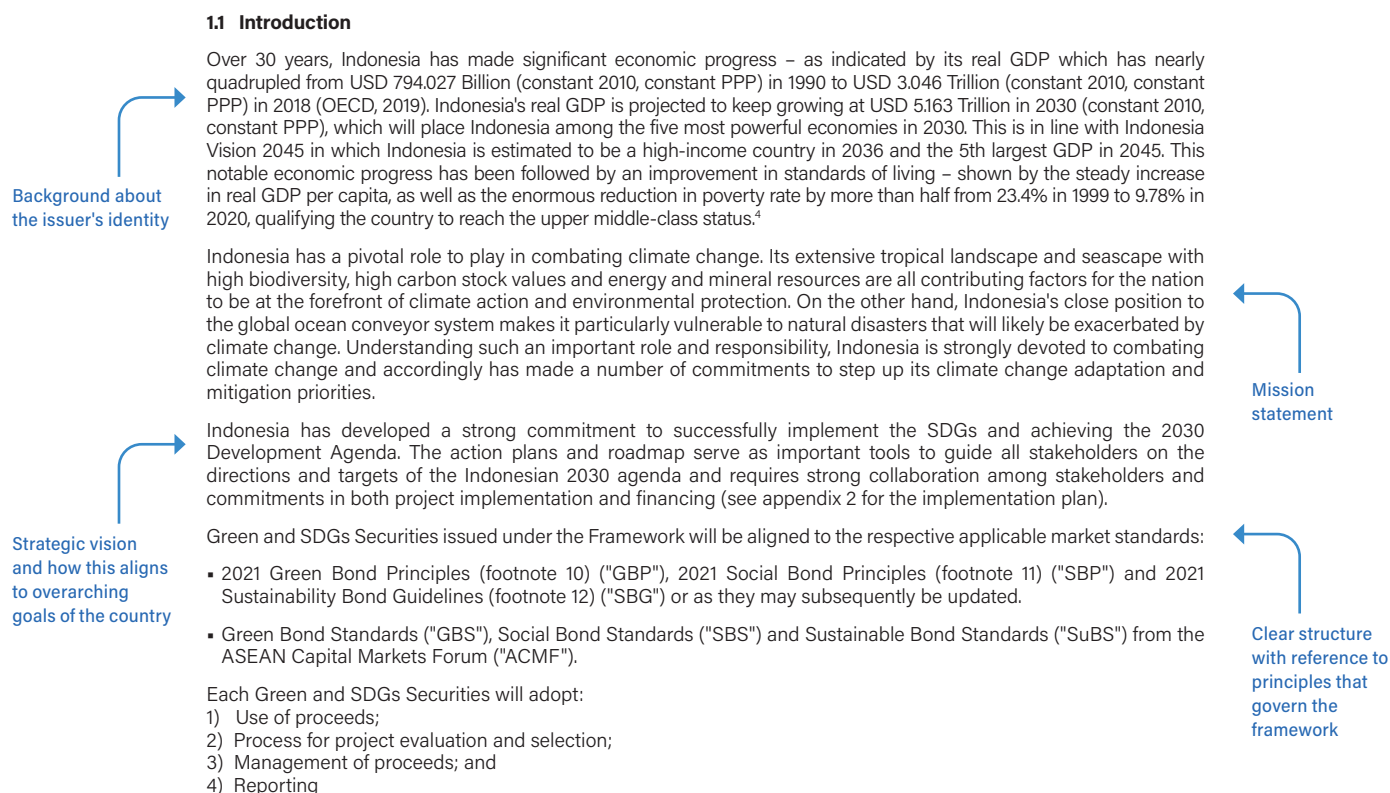 1.1 Introduction
Over 30 years, Indonesia has made significant economic progress – as indicated by its real GDP which has nearly
quadrupled from USD 794.027 Billion (constant 2010, constant PPP) in 1990 to USD 3.046 Trillion (constant 2010, constant
PPP) in 2018 (OECD, 2019). Indonesia's real GDP is projected to keep growing at USD 5.163 Trillion in 2030 (constant 2010,
constant PPP), which will place Indonesia among the five most powerful economies in 2030. This is in line with Indonesia
Vision 2045 in which Indonesia is estimated to be a high-income country in 2036 and the 5th largest GDP in 2045. This
notable economic progress has been followed by an improvement in standards of living – shown by the steady increase
in real GDP per capita, as well as the enormous reduction in poverty rate by more than half from 23.4% in 1999 to 9.78% in
2020, qualifying the country to reach the upper middle-class status.⁴
Background about
the issuer's identity
Indonesia has a pivotal role to play in combating climate change. Its extensive tropical landscape and seascape with
high biodiversity, high carbon stock values and energy and mineral resources are all contributing factors for the nation
to be at the forefront of climate action and environmental protection. On the other hand, Indonesia's close position to
the global ocean conveyor system makes it particularly vulnerable to natural disasters that will likely be exacerbated by
climate change. Understanding such an important role and responsibility, Indonesia is strongly devoted to combating
climate change and accordingly has made a number of commitments to step up its climate change adaptation and
mitigation priorities.
Mission
statement
Indonesia has developed a strong commitment to successfully implement the SDGs and achieving the 2030
Development Agenda. The action plans and roadmap serve as important tools to guide all stakeholders on the
directions and targets of the Indonesian 2030 agenda and requires strong collaboration among stakeholders and
commitments in both project implementation and financing (see appendix 2 for the implementation plan).
Strategic vision
and how this aligns
to overarching
goals of the country
Green and SDGs Securities issued under the Framework will be aligned to the respective applicable market standards:
▪ 2021 Green Bond Principles (footnote 10) ("GBP"), 2021 Social Bond Principles (footnote 11) ("SBP") and 2021
Sustainability Bond Guidelines (footnote 12) ("SBG") or as they may subsequently be updated.
▪ Green Bond Standards ("GBS"), Social Bond Standards ("SBS") and Sustainable Bond Standards ("SuBS") from the
ASEAN Capital Markets Forum ("ACMF").
Clear structure
with reference to
principles that
govern the
framework
Each Green and SDGs Securities will adopt:
1) Use of proceeds;
2) Process for project evaluation and selection;
3) Management of proceeds; and
4) Reporting